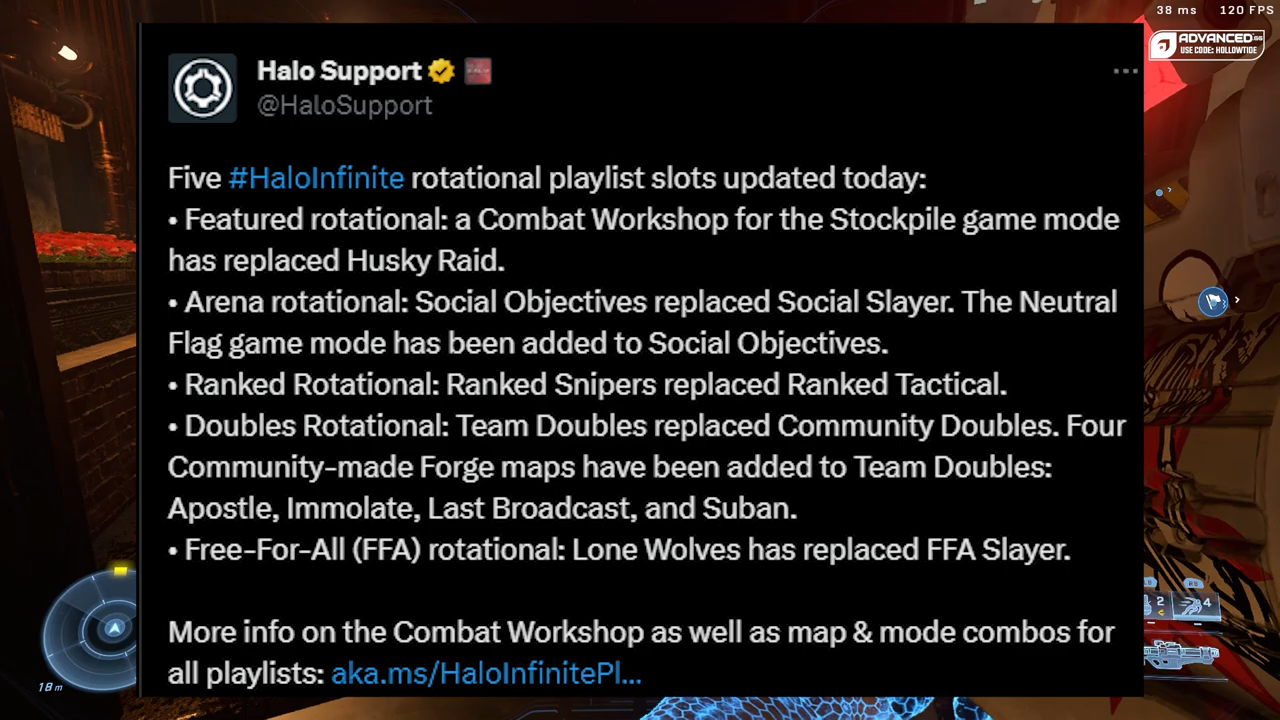 38 ms 120 FPS
ADVANCED.GG
USE CODE: HOLLOWTIDE
Halo Support
@HaloSupport
Five #HaloInfinite rotational playlist slots updated today:
• Featured rotational: a Combat Workshop for the Stockpile game mode
has replaced Husky Raid.
• Arena rotational: Social Objectives replaced Social Slayer. The Neutral
Flag game mode has been added to Social Objectives.
• Ranked Rotational: Ranked Snipers replaced Ranked Tactical.
• Doubles Rotational: Team Doubles replaced Community Doubles. Four
Community-made Forge maps have been added to Team Doubles:
Apostle, Immolate, Last Broadcast, and Suban.
• Free-For-All (FFA) rotational: Lone Wolves has replaced FFA Slayer.
More info on the Combat Workshop as well as map & mode combos for
all playlists: aka.ms/HaloInfinitePl...
2 4
18 m